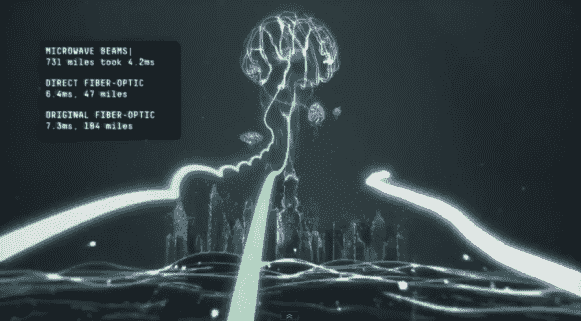 MICROWAVE BEAMS|
731 miles took 4.2ms
DIRECT FIBER-OPTIC
6.4ms, 47 miles
ORIGINAL FIBER-OPTIC
7.3ms, 184 miles